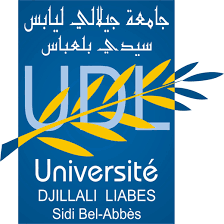 جامعة جيلالي ليابس
سيدي بلعباس
UDL
Université
DJILLALI LIABES
Sidi Bel-Abbès